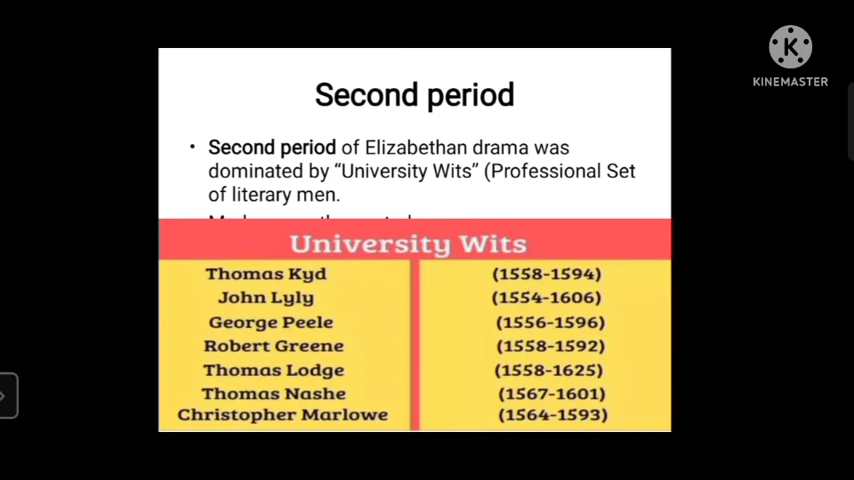 KINEMASTER
Second period
• Second period of Elizabethan drama was
dominated by “University Wits” (Professional Set
of literary men.
University Wits
Thomas Kyd (1558-1594)
John Lyly (1554-1606)
George Peele (1556-1596)
Robert Greene (1558-1592)
Thomas Lodge (1558-1625)
Thomas Nashe (1567-1601)
Christopher Marlowe (1564-1593)